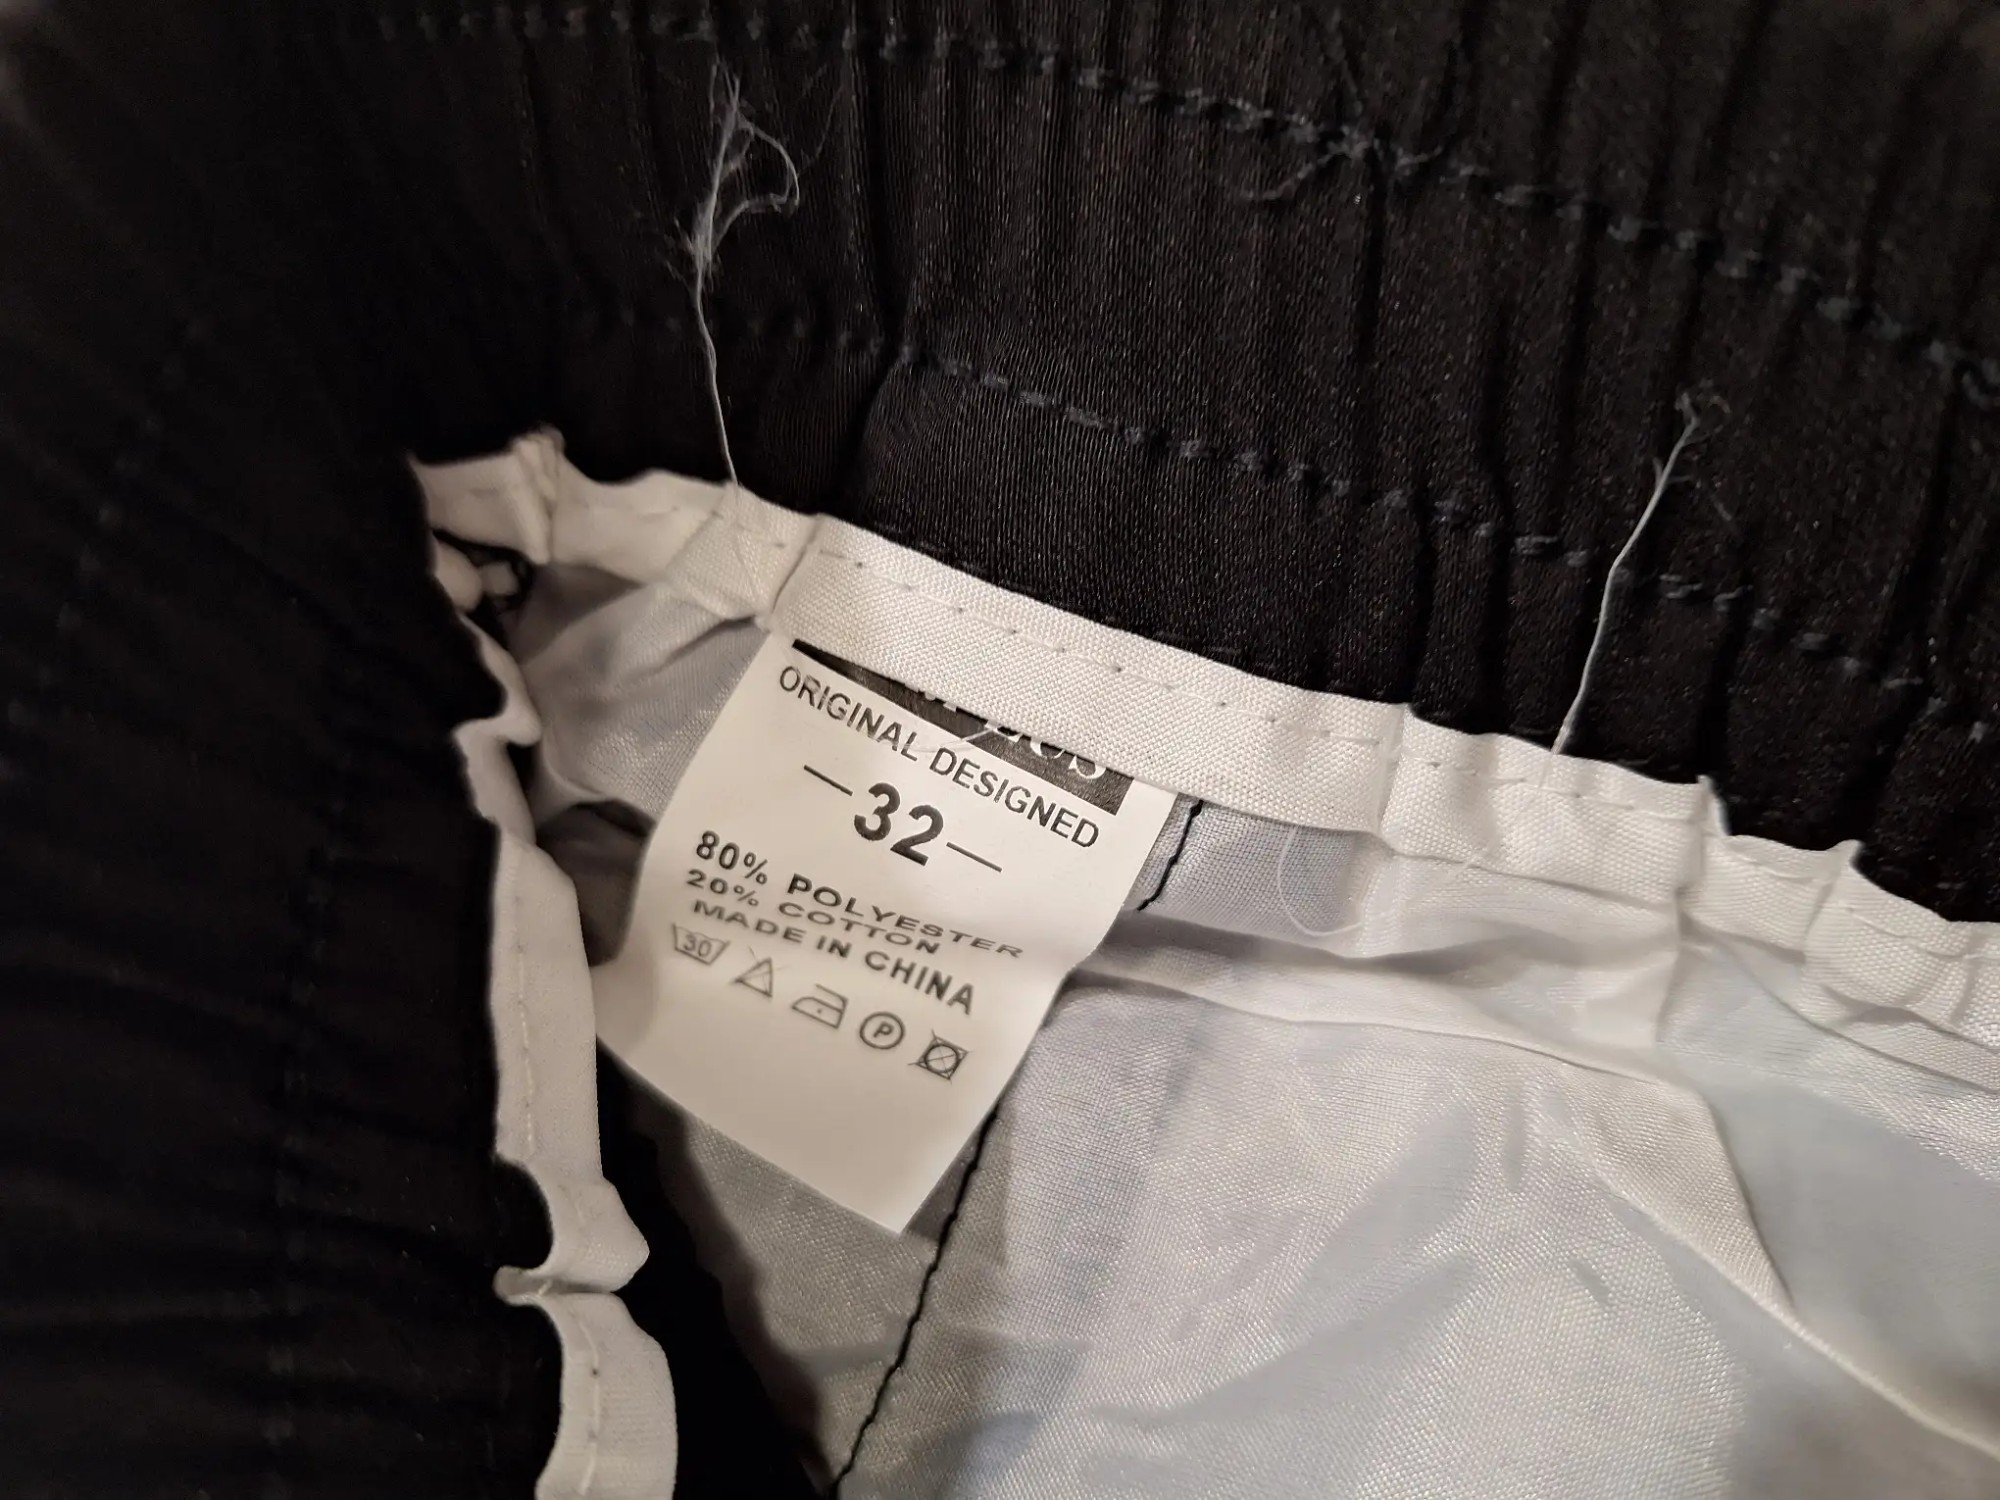 ORIGINAL DESIGNED
-32-
80% POLYESTER
20% COTTON
MADE IN CHINA
30
P